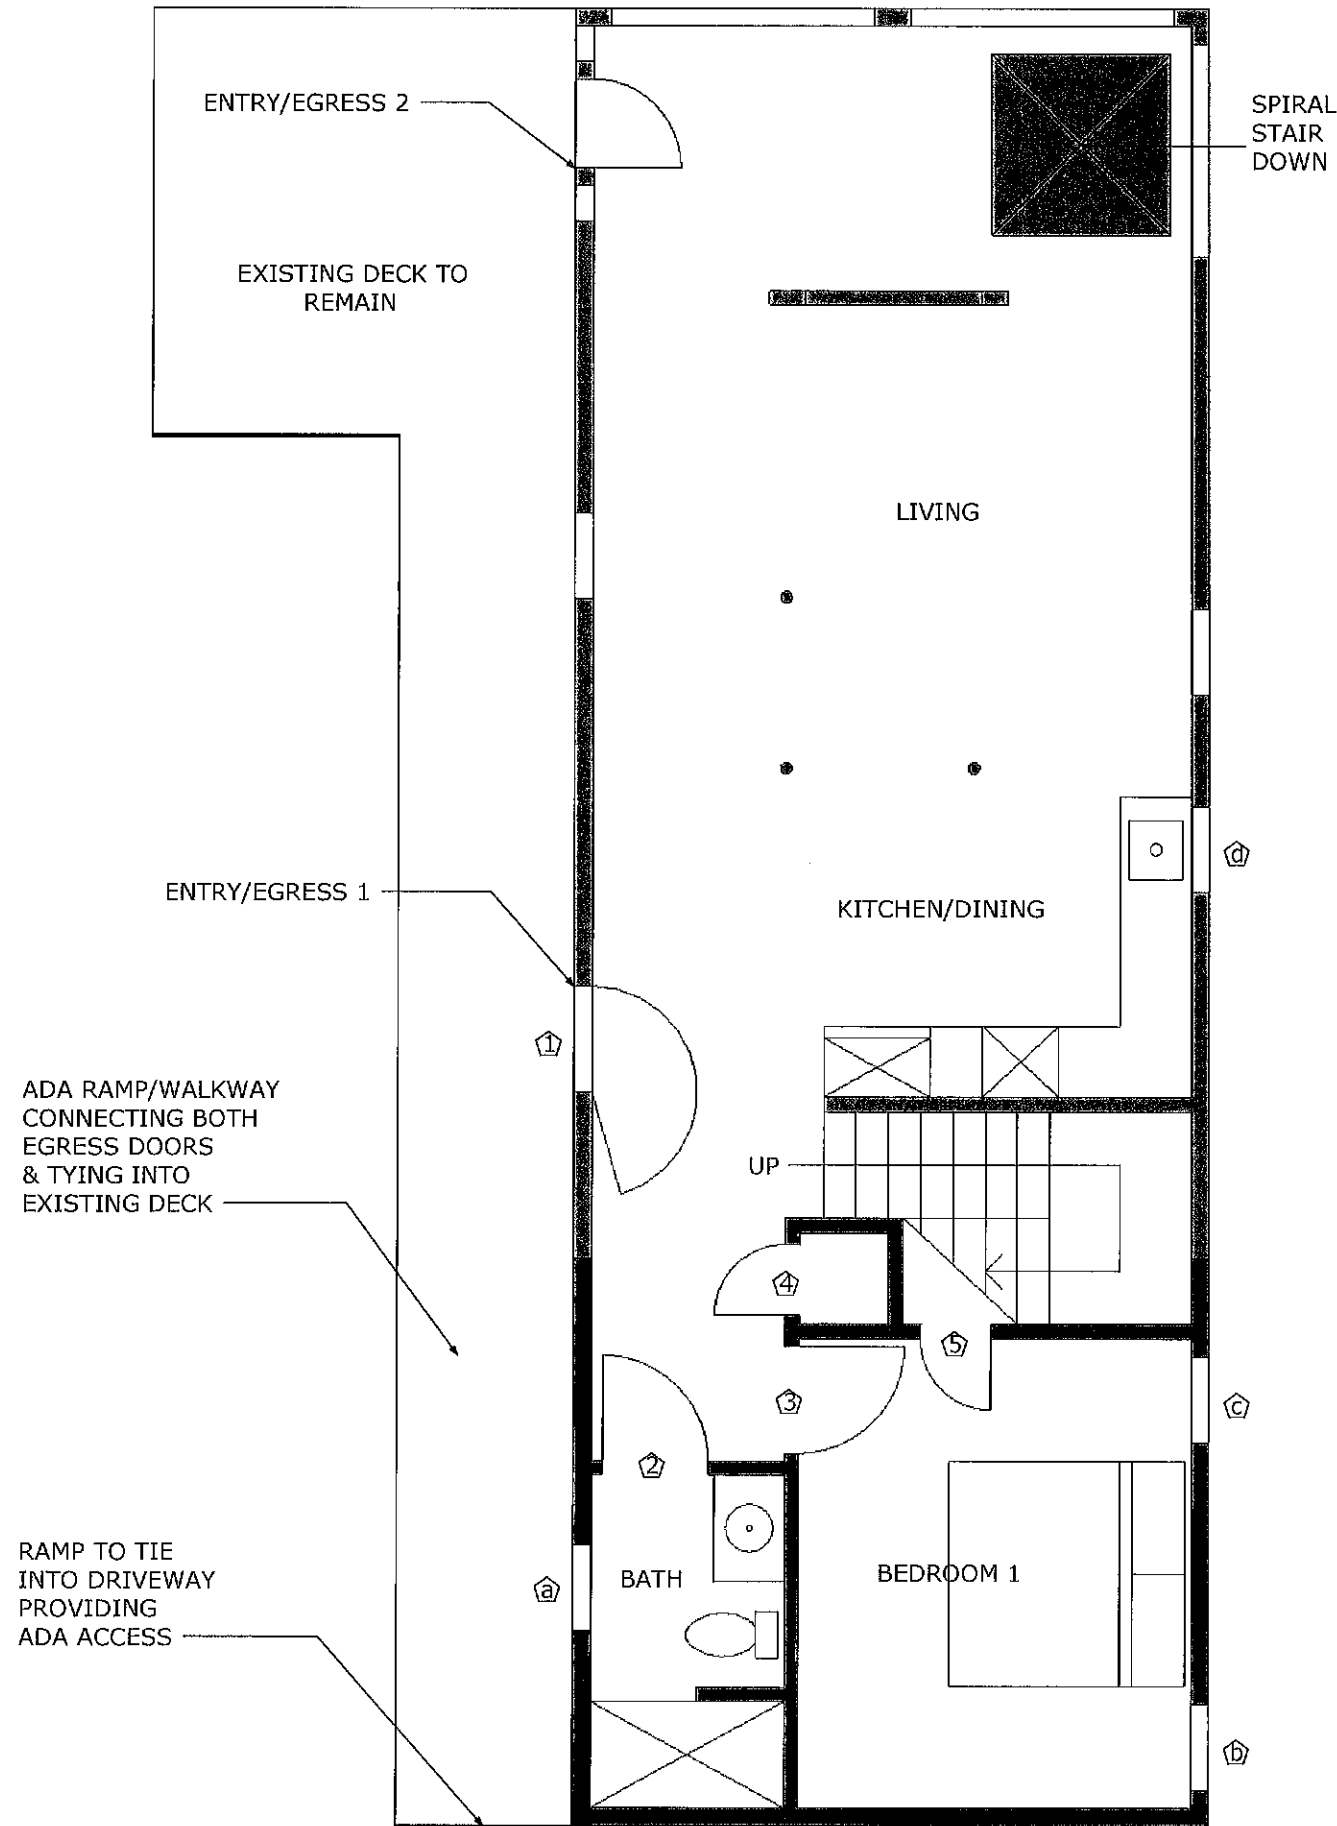 ENTRY/EGRESS 2
SPIRAL
STAIR
DOWN
EXISTING DECK TO
REMAIN
LIVING
d
ENTRY/EGRESS 1
KITCHEN/DINING
1
ADA RAMP/WALKWAY
CONNECTING BOTH
EGRESS DOORS
& TYING INTO
EXISTING DECK
UP
4
5
3
c
2
RAMP TO TIE
INTO DRIVEWAY
PROVIDING
ADA ACCESS
a
BATH
BEDROOM 1
b